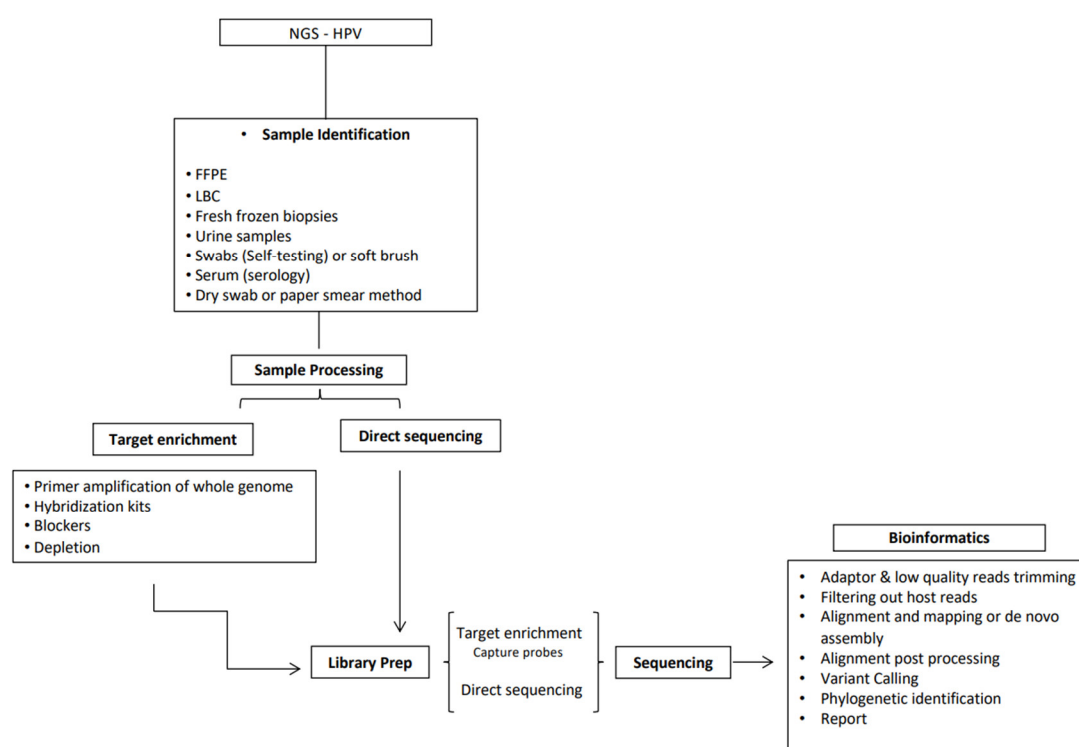 NGS - HPV
• Sample Identification
• FFPE
• LBC
• Fresh frozen biopsies
• Urine samples
• Swabs (Self-testing) or soft brush
• Serum (serology)
• Dry swab or paper smear method
Sample Processing
Target enrichment
Direct sequencing
• Primer amplification of whole genome
• Hybridization kits
• Blockers
• Depletion
Library Prep
Target enrichment
Capture probes
Direct sequencing
Sequencing
Bioinformatics
• Adaptor & low quality reads trimming
• Filtering out host reads
• Alignment and mapping or de novo
assembly
• Alignment post processing
• Variant Calling
• Phylogenetic identification
• Report